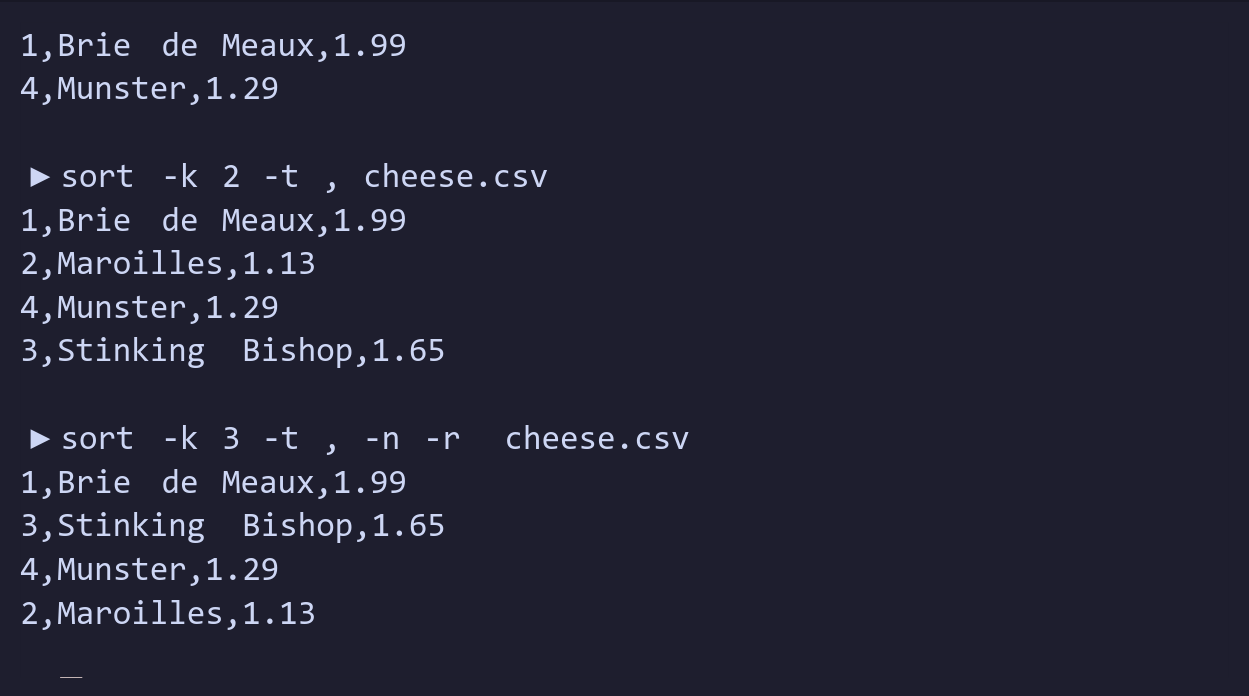 1,Brie de Meaux,1.99
4,Munster,1.29
►sort -k 2 -t , cheese.csv
1,Brie de Meaux,1.99
2,Maroilles,1.13
4,Munster,1.29
3,Stinking Bishop,1.65
►sort -k 3 -t , -n -r cheese.csv
1,Brie de Meaux,1.99
3,Stinking Bishop,1.65
4,Munster,1.29
2,Maroilles,1.13